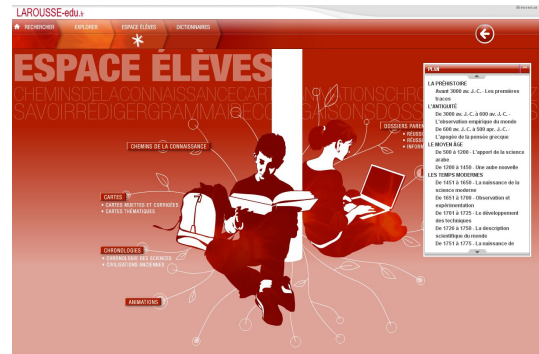 LAROUSSE-edu.fr
Bienvenue
RECHERCHER EXPLORER ESPACE ÉLÈVES DICTIONNAIRES
ESPACE ÉLÈVES
CHEMINSDELACONNAISSANCECART
SAVOIRREDIGER
CHEMINS DE LA CONNAISSANCE
DOSSIERS
CARTES
• CARTES MUETTES ET CORRIGÉES
• CARTES THÉMATIQUES
CHRONOLOGIES
• CHRONOLOGIE DES SCIENCES
• CIVILISATIONS ANCIENNES
ANIMATIONS
PLAN
LA PRÉHISTOIRE
Avant 3000 av. J.-C. - Les premières
traces
L'ANTIQUITÉ
De 3000 av. J.-C. à 600 av. J.-C. -
L'observation empirique du monde
De 600 av. J.-C. à 500 apr. J.-C. -
L'apogée de la pensée grecque
LE MOYEN ÂGE
De 500 à 1200 - L'apport de la science
arabe
De 1200 à 1450 - Une aube nouvelle
LES TEMPS MODERNES
De 1451 à 1650 - La naissance de la
science moderne
De 1651 à 1700 - Observation et
expérimentation
De 1701 à 1725 - Le développement
des techniques
De 1726 à 1750 - La description
scientifique du monde
De 1751 à 1775 - La naissance de